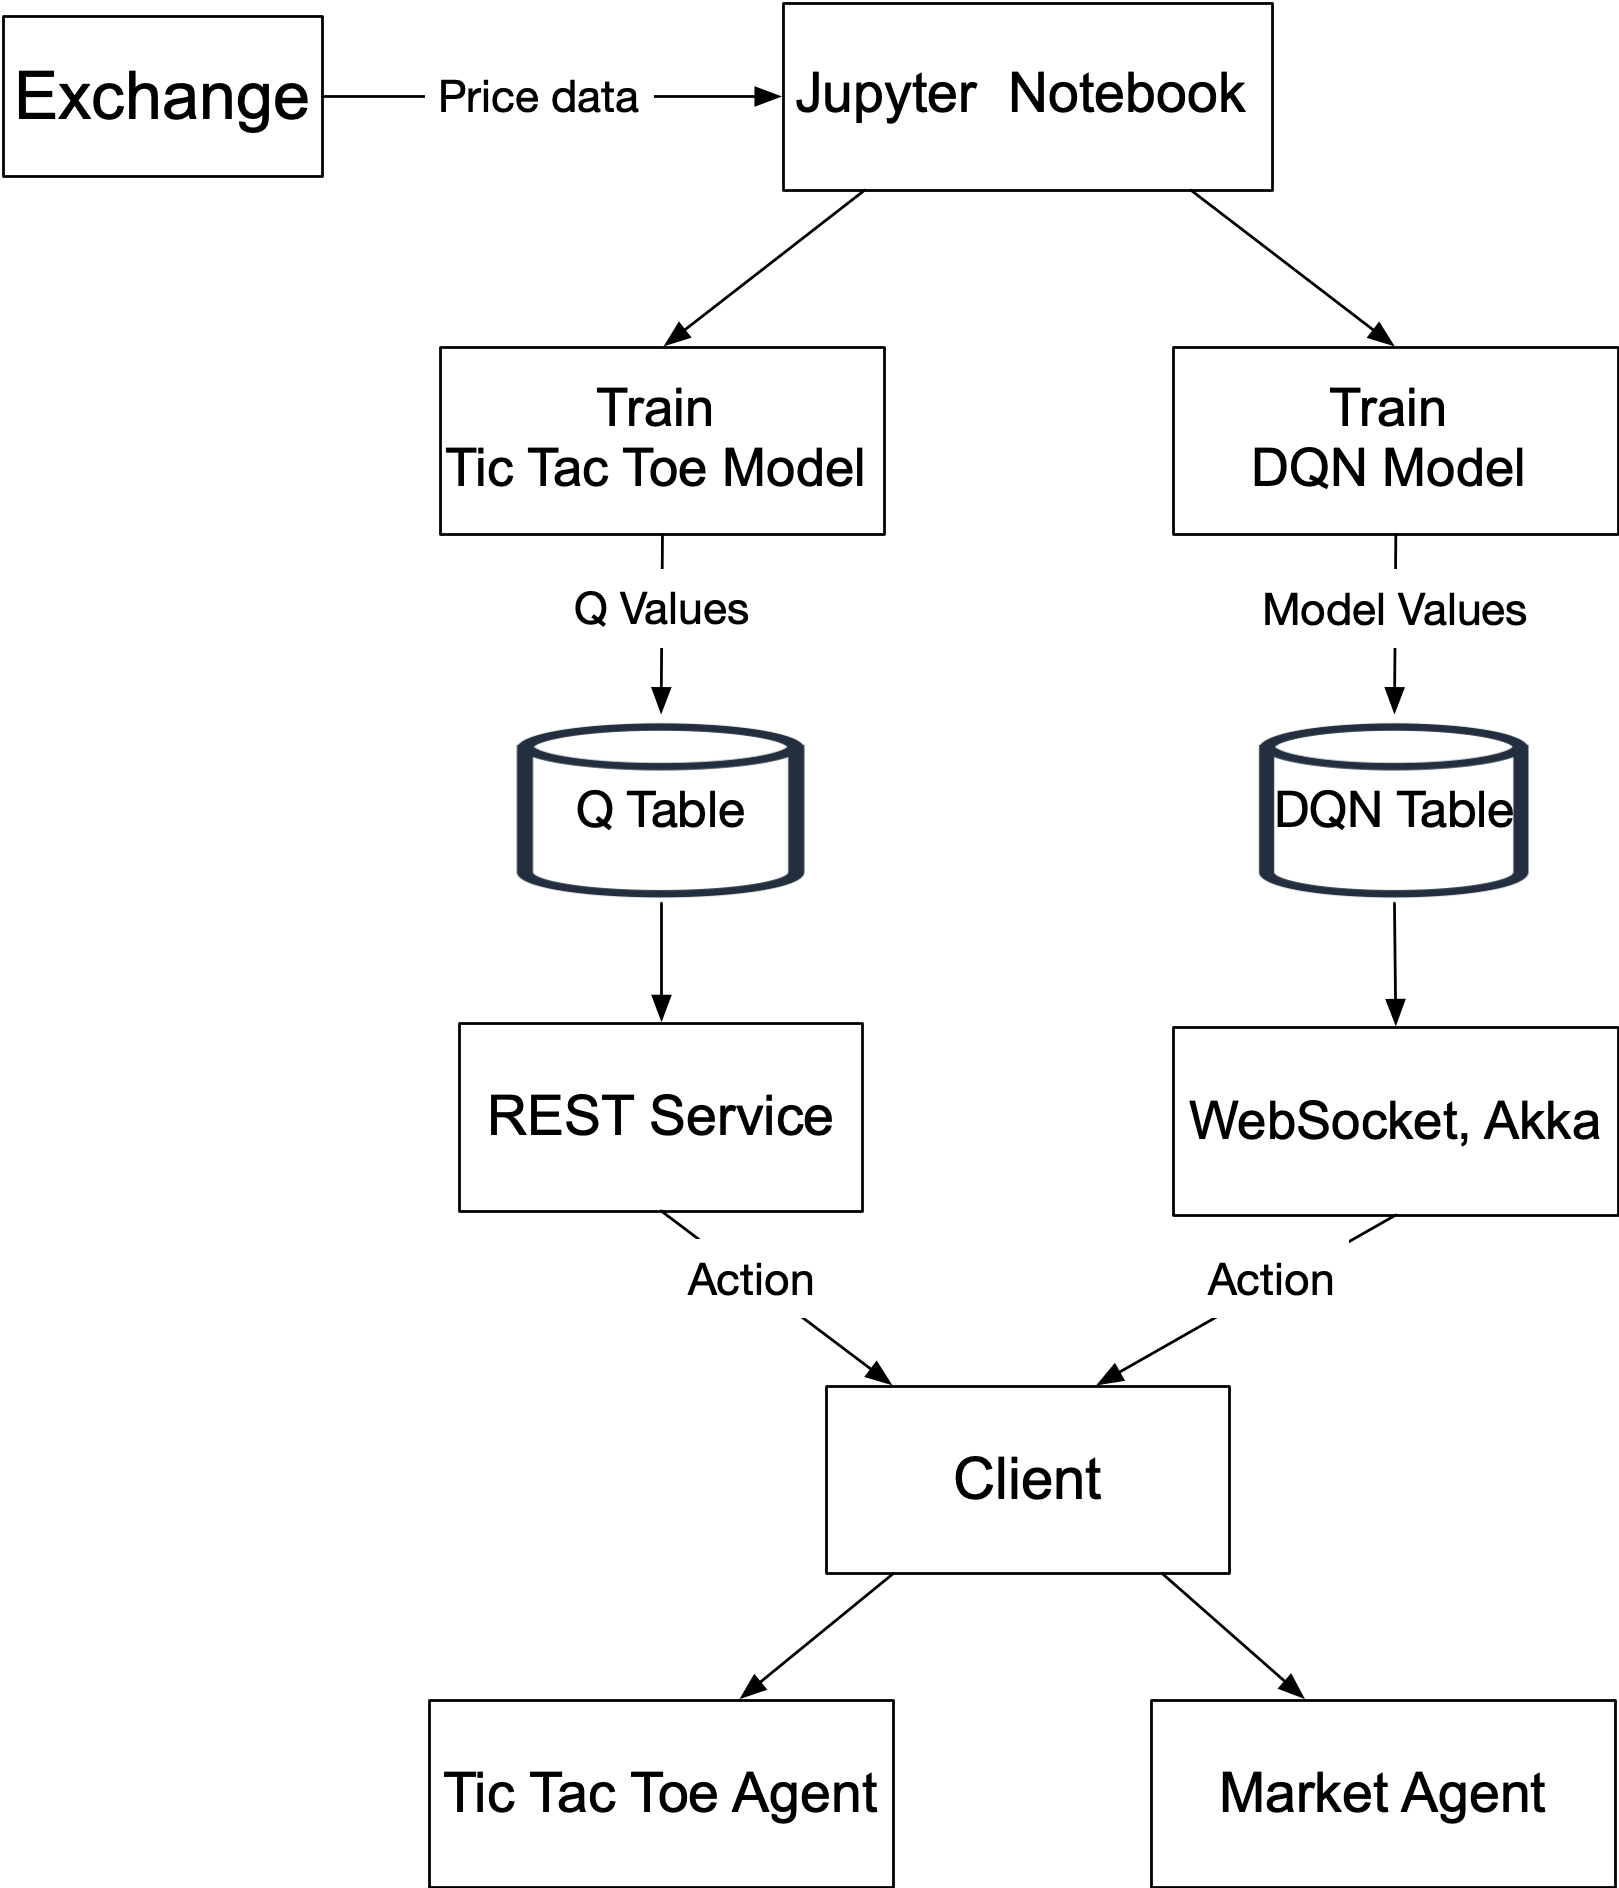 Exchange
Price data
Jupyter Notebook
Train
Tic Tac Toe Model
Train
DQN Model
Q Values
Model Values
Q Table
DQN Table
REST Service
WebSocket, Akka
Action
Action
Client
Tic Tac Toe Agent
Market Agent